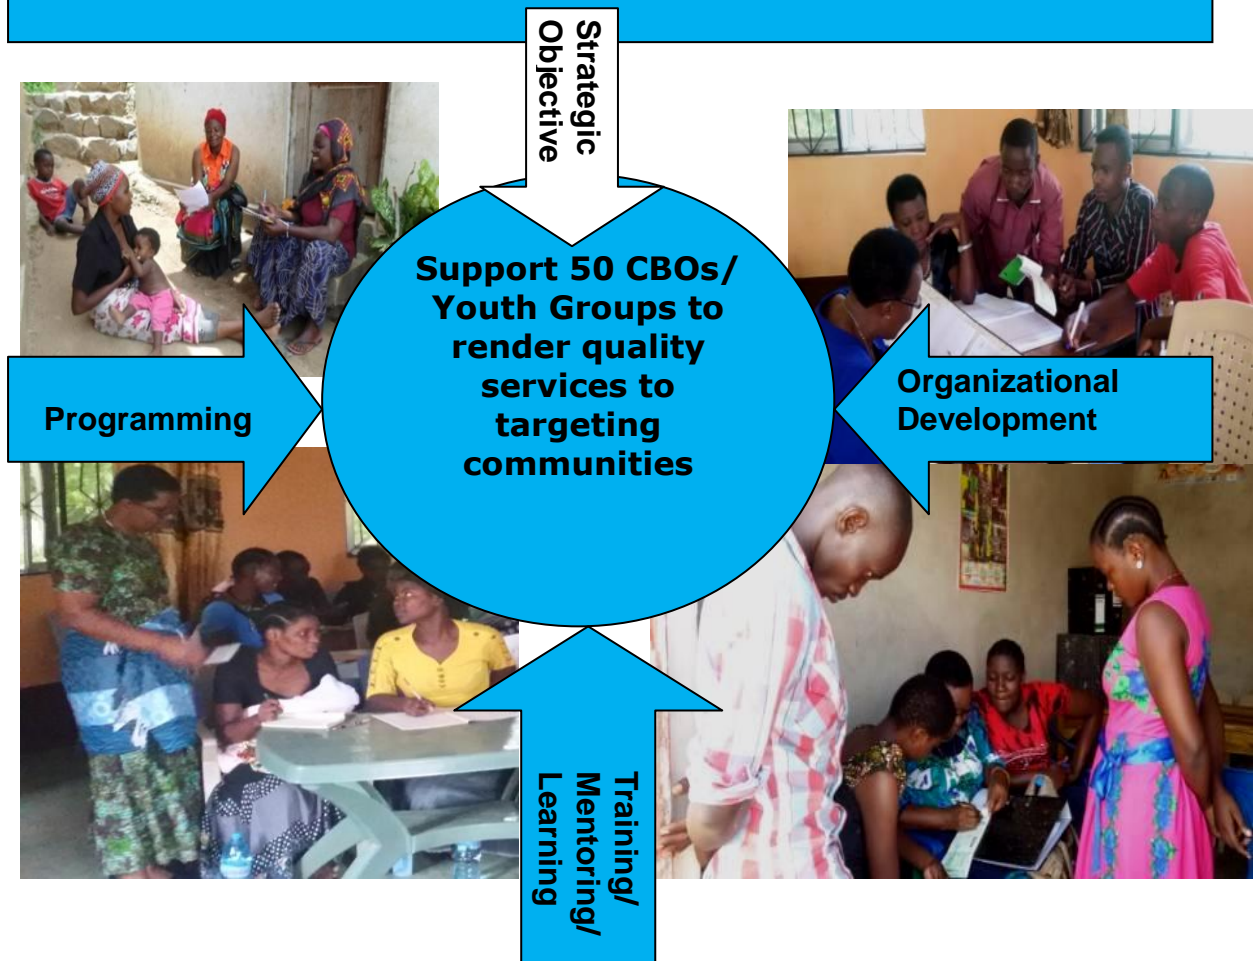 Strategic
Objective
Support 50 CBOs/
Youth Groups to
render quality
services to
targeting
communities
Programming
Organizational
Development
Training/
Mentoring/
Learning